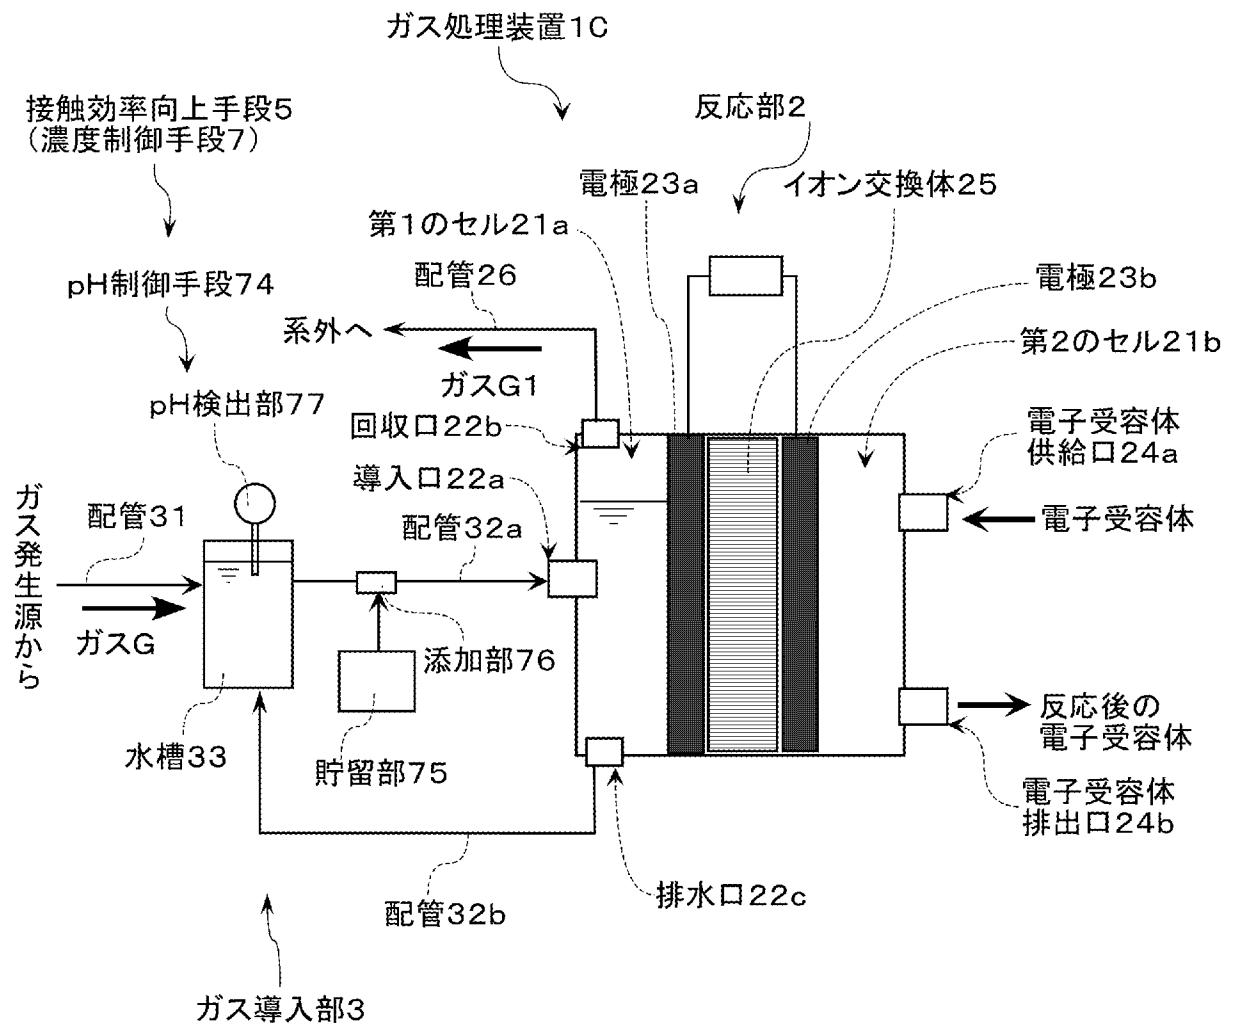 ガス処理装置1C
接触効率向上手段5
(濃度制御手段7)
反応部2
電極23a
イオン交換体25
第1のセル21a
配管26
pH制御手段74
電極23b
系外へ
第2のセル21b
ガスG1
pH検出部77
回収口22b
電子受容体
供給口24a
導入口22a
ガス発生源から
配管31
配管32a
電子受容体
ガスG
添加部76
反応後の
電子受容体
水槽33
貯留部75
電子受容体
排出口24b
排水口22c
配管32b
ガス導入部3